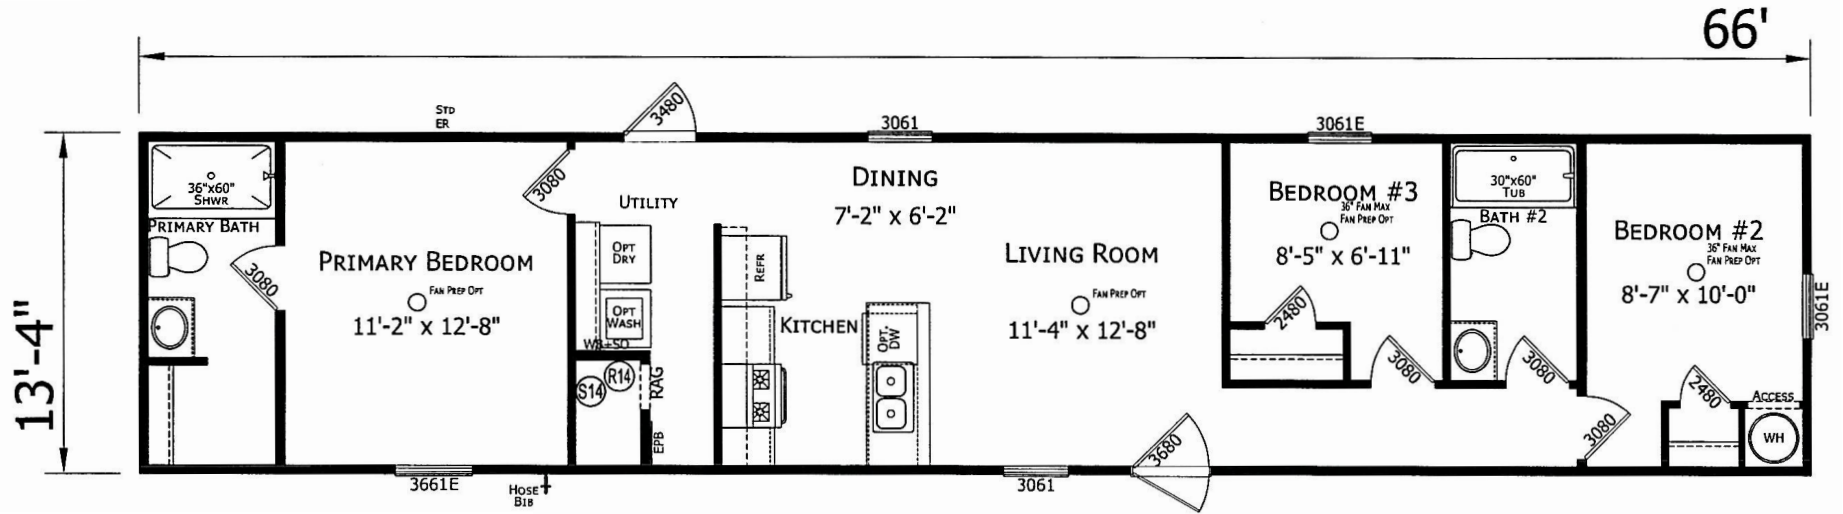 66'
13'-4"
STD
ER
3480
3061
3061E
36"x60"
SHWR
PRIMARY BATH
3080
PRIMARY BEDROOM
FAN PREP OPT
11'-2" x 12'-8"
3080
UTILITY
OPT
DRY
OPT
WASH
WB+SO
S14
R14
RAG
EPB
DINING
7'-2" x 6'-2"
REFR
KITCHEN
OPT.
DW
LIVING ROOM
FAN PREP OPT
11'-4" x 12'-8"
BEDROOM #3
36" FAN MAX
FAN PREP OPT
8'-5" x 6'-11"
2480
3080
30"x60"
TUB
BATH #2
3080
BEDROOM #2
36" FAN MAX
FAN PREP OPT
8'-7" x 10'-0"
3061E
2480
ACCESS
WH
3080
3680
3661E
HOSE
BIB
3061